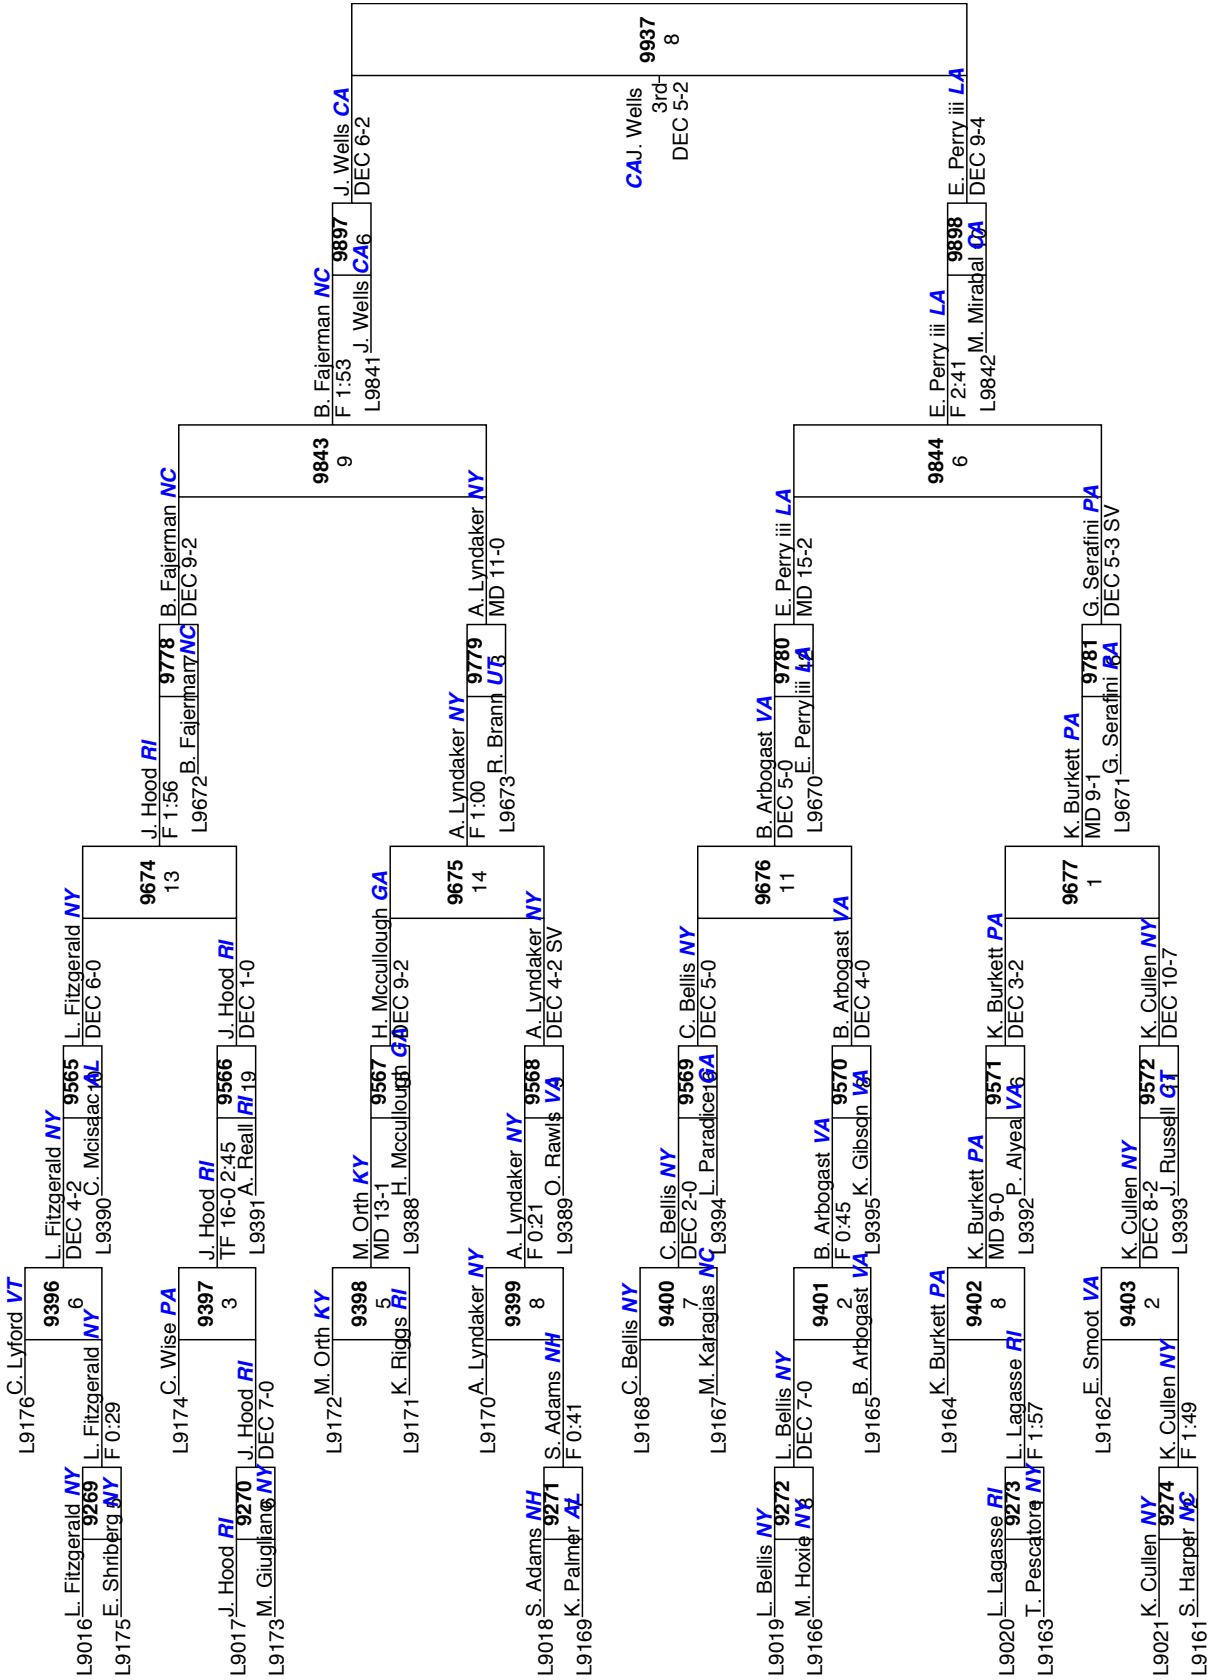 L9016 L. Fitzgerald NY
9269
L9175 E. Shriberg NY
L9017 J. Hood RI
9270
6
L9173 M. Giugliano NY
L9018 S. Adams NH
9271
L9169 K. Palmer AL
L9019 L. Bellis NY
9272
8
L9166 M. Hoxie NY
L9020 L. Lagasse RI
9273
L9163 T. Pescatore NY
L9021 K. Cullen NY
9274
L9161 S. Harper NC
L9176 C. Lyford VT
9396
6
L. Fitzgerald NY
F 0:29
L9174 C. Wise PA
9397
3
J. Hood RI
DEC 7-0
L9172 M. Orth KY
9398
5
L9171 K. Riggs RI
L9170 A. Lyndaker NY
9399
8
S. Adams NH
F 0:41
L9168 C. Bellis NY
9400
7
L9167 M. Karagias NC
L. Bellis NY
DEC 7-0
9401
2
L9165 B. Arbogast VA
L9164 K. Burkett PA
9402
8
L. Lagasse RI
F 1:57
L9162 E. Smoot VA
9403
2
K. Cullen NY
F 1:49
L. Fitzgerald NY
DEC 4-2
9565
L9390 C. Mcisaac AL
J. Hood RI
TF 16-0 2:45
9566
19
L9391 A. Reall RI
M. Orth KY
MD 13-1
9567
L9388 H. Mccullough GA
A. Lyndaker NY
F 0:21
9568
L9389 O. Rawls VA
C. Bellis NY
DEC 2-0
9569
L9394 L. Paradice GA
B. Arbogast VA
F 0:45
9570
L9395 K. Gibson VA
K. Burkett PA
MD 9-0
9571
6
L9392 P. Alyea VA
K. Cullen NY
DEC 8-2
9572
L9393 J. Russell CT
L. Fitzgerald NY
DEC 6-0
9674
13
J. Hood RI
DEC 1-0
H. Mccullough GA
DEC 9-2
9675
14
A. Lyndaker NY
DEC 4-2 SV
C. Bellis NY
DEC 5-0
9676
11
B. Arbogast VA
DEC 4-0
K. Burkett PA
DEC 3-2
9677
1
K. Cullen NY
DEC 10-7
J. Hood RI
F 1:56
9778
7
L9672 B. Fajerman NC
A. Lyndaker NY
F 1:00
9779
3
L9673 R. Brann UT
B. Arbogast VA
DEC 5-0
9780
L9670 E. Perry iii LA
K. Burkett PA
MD 9-1
9781
L9671 G. Serafini PA
B. Fajerman NC
DEC 9-2
9843
9
A. Lyndaker NY
MD 11-0
E. Perry iii LA
MD 15-2
9844
6
G. Serafini PA
DEC 5-3 SV
B. Fajerman NC
F 1:53
9897
6
L9841 J. Wells CA
E. Perry iii LA
F 2:41
9898
L9842 M. Mirabal CA
J. Wells CA
DEC 6-2
9937
8
E. Perry iii LA
DEC 9-4
CA J. Wells
3rd
DEC 5-2